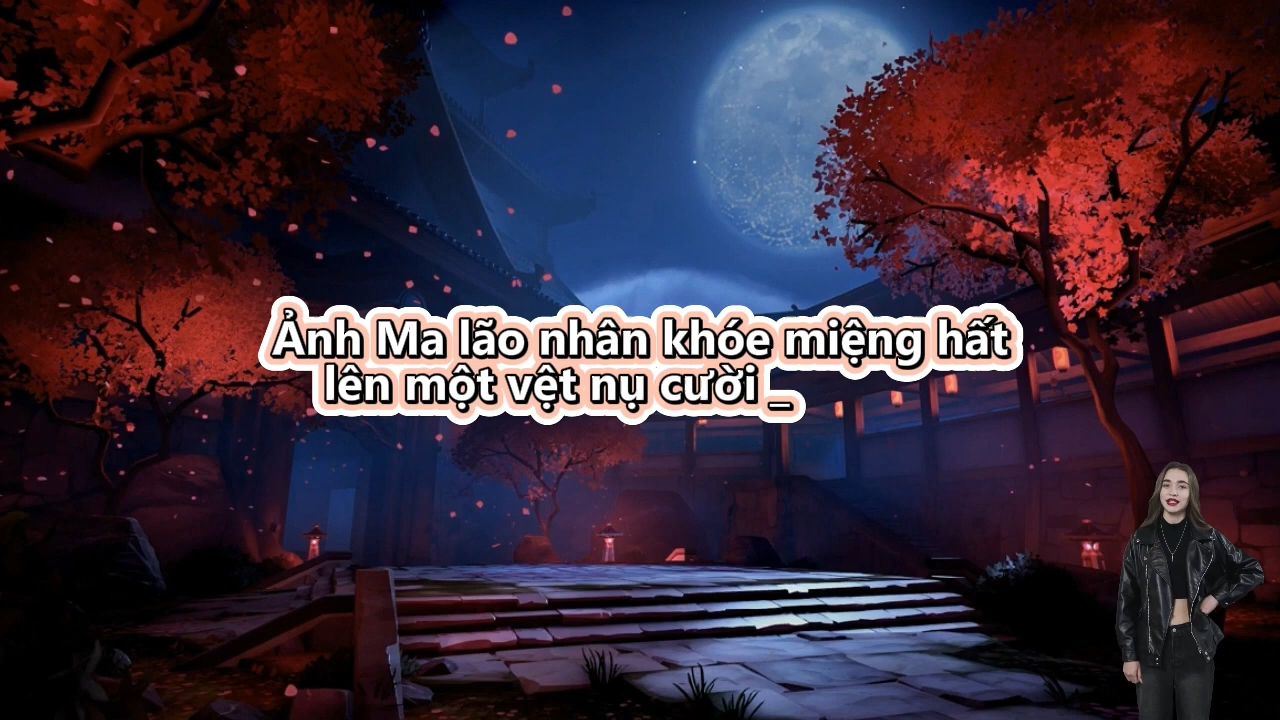 Ảnh Ma lão nhân khóe miệng hất
lên một vệt nụ cười _